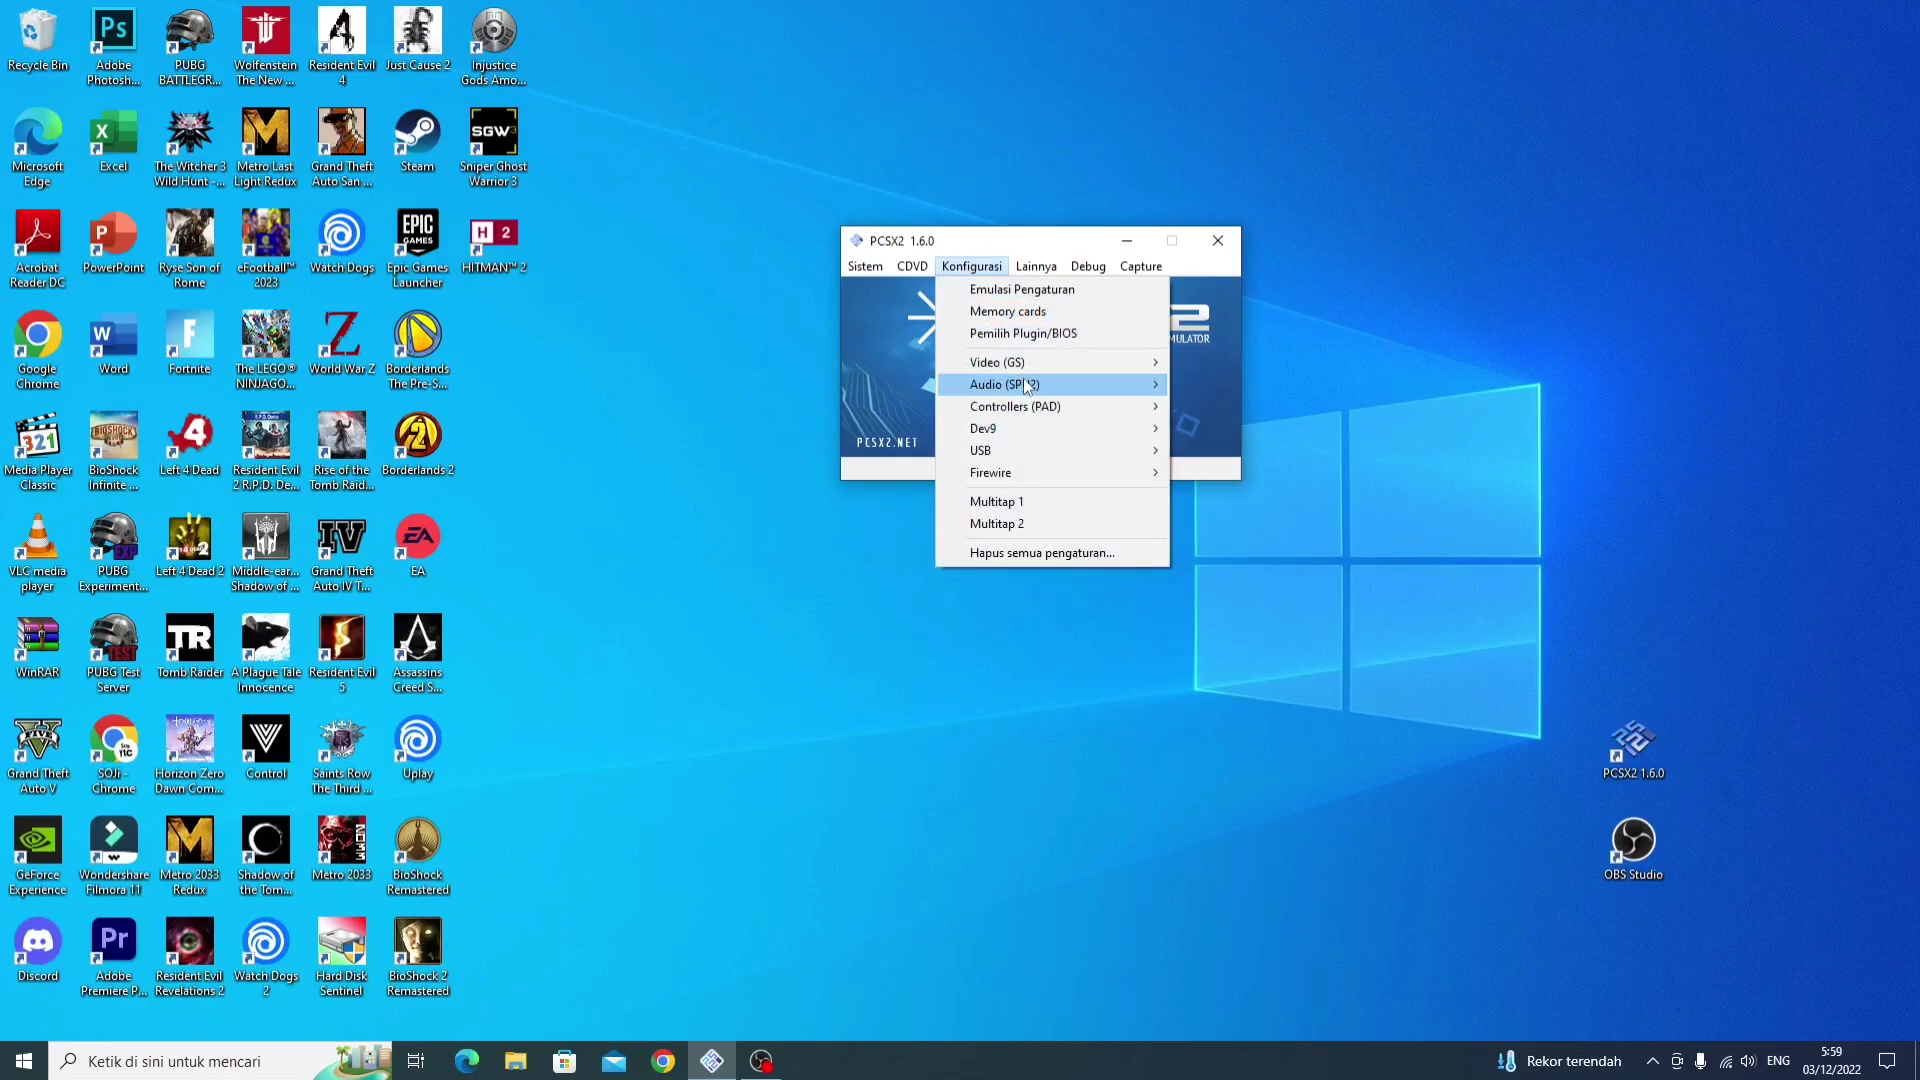 Recycle Bin
Adobe
Photosh...
PUBG
BATTLEGR...
Wolfenstein
The New ...
Resident Evil
4
Just Cause 2
Injustice
Gods Amo...
Microsoft
Edge
Excel
The Witcher 3
Wild Hunt -...
Metro Last
Light Redux
Grand Theft
Auto San ...
Steam
SGW3
Sniper Ghost
Warrior 3
Acrobat
Reader DC
PowerPoint
Ryse Son of
Rome
eFootball™
2023
Watch Dogs
EPIC
GAMES
Epic Games
Launcher
H 2
HITMAN™ 2
Google
Chrome
Word
Fortnite
The LEGO®
NINJAGO...
World War Z
Borderlands
The Pre-S...
Media Player
Classic
BioShock
Infinite ...
Left 4 Dead
Resident Evil
2 R.P.D. De...
Rise of the
Tomb Raid...
Borderlands 2
VLC media
player
PUBG
Experiment...
Left 4 Dead 2
Middle-ear...
Shadow of ...
Grand Theft
Auto IV T...
EA
WinRAR
PUBG Test
Server
Tomb Raider
A Plague Tale
Innocence
Resident Evil
5
Assassins
Creed S...
Grand Theft
Auto V
SOJi -
Chrome
Horizon Zero
Dawn Com...
Control
Saints Row
The Third ...
Uplay
GeForce
Experience
Wondershare
Filmora 11
Metro 2033
Redux
Shadow of
the Tom...
Metro 2033
BioShock
Remastered
Discord
Adobe
Premiere P...
Resident Evil
Revelations 2
Watch Dogs
2
Hard Disk
Sentinel
BioShock 2
Remastered
PCSX2 1.6.0
Sistem CDVD Konfigurasi Lainnya Debug Capture
Emulasi Pengaturan
Memory cards
Pemilih Plugin/BIOS
Video (GS)
Audio (SPU2)
Controllers (PAD)
Dev9
USB
Firewire
Multitap 1
Multitap 2
Hapus semua pengaturan...
PCSX2.NET
2
MULATOR
PCSX2 1.6.0
OBS Studio
Ketik di sini untuk mencari
Rekor terendah
ENG
5:59
03/12/2022